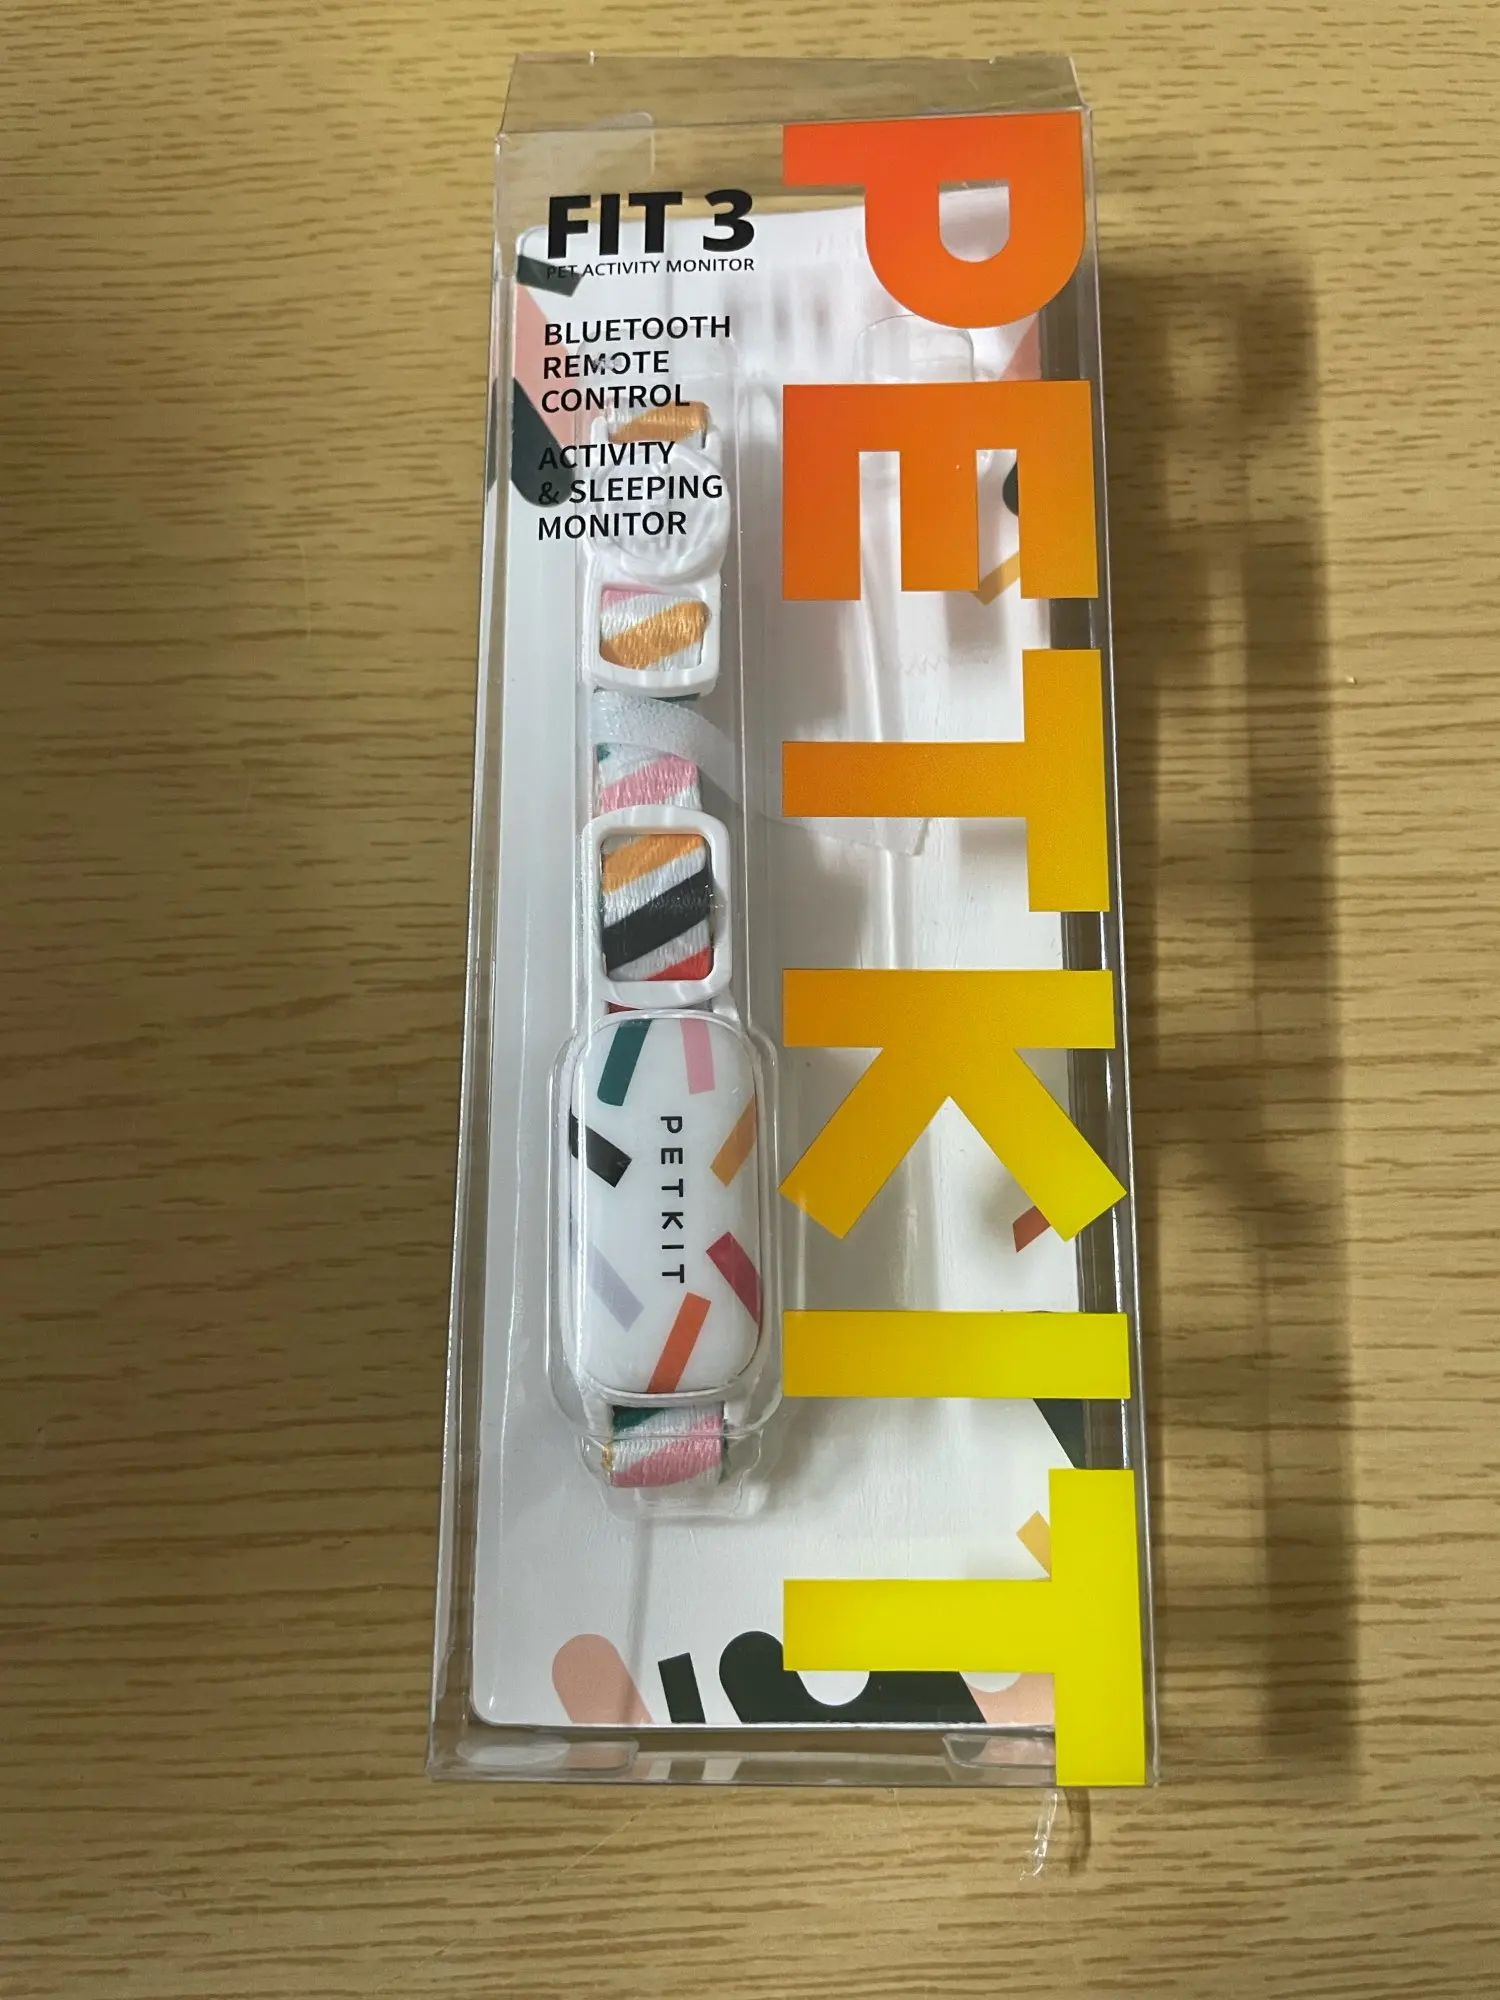 FIT 3
PET ACTIVITY MONITOR
BLUETOOTH
REMOTE
CONTROL
ACTIVITY
& SLEEPING
MONITOR
PETKIT
PETKIT